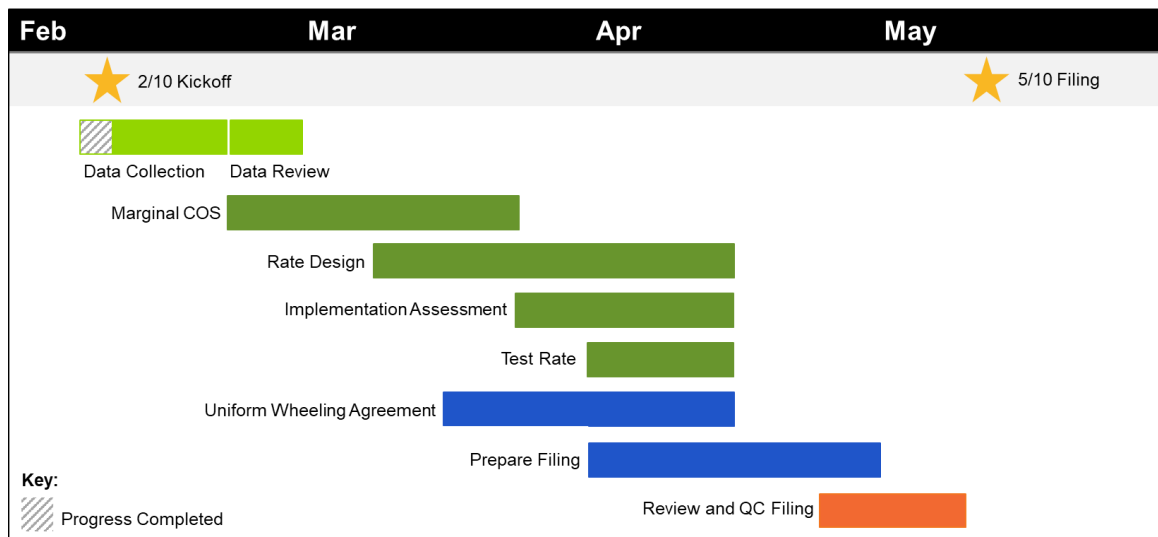 Feb Mar Apr May
2/10 Kickoff 5/10 Filing
Data Collection Data Review
Marginal COS
Rate Design
Implementation Assessment
Test Rate
Uniform Wheeling Agreement
Prepare Filing
Key:
Review and QC Filing
Progress Completed